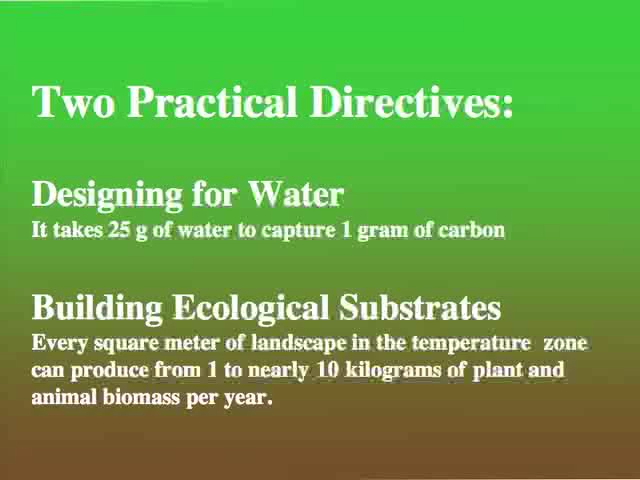 Two Practical Directives:
Designing for Water
It takes 25 g of water to capture 1 gram of carbon
Building Ecological Substrates
Every square meter of landscape in the temperature zone
can produce from 1 to nearly 10 kilograms of plant and
animal biomass per year.